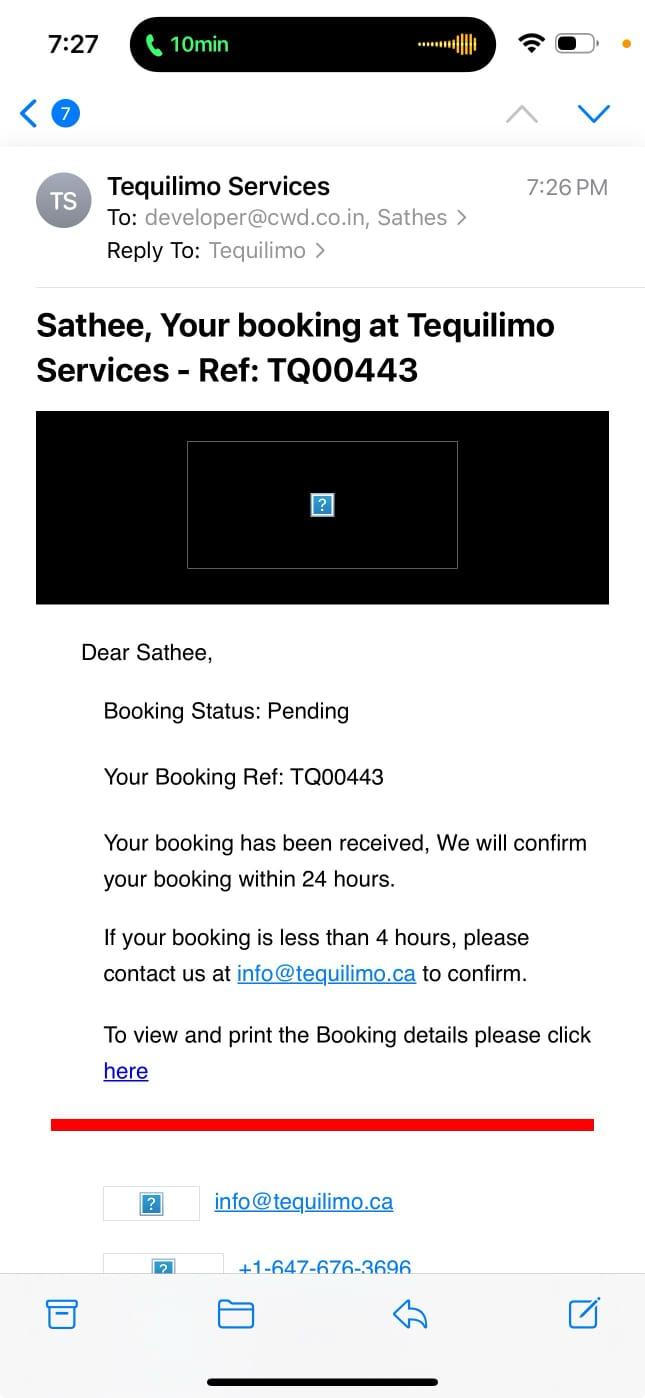 7:27
10min
7
TS
Tequilimo Services
7:26 PM
To: developer@cwd.co.in, Sathes >
Reply To: Tequilimo >
Sathee, Your booking at Tequilimo
Services - Ref: TQ00443
?
Dear Sathee,
Booking Status: Pending
Your Booking Ref: TQ00443
Your booking has been received, We will confirm
your booking within 24 hours.
If your booking is less than 4 hours, please
contact us at info@tequilimo.ca to confirm.
To view and print the Booking details please click
here
? info@tequilimo.ca
? +1-647-676-3696